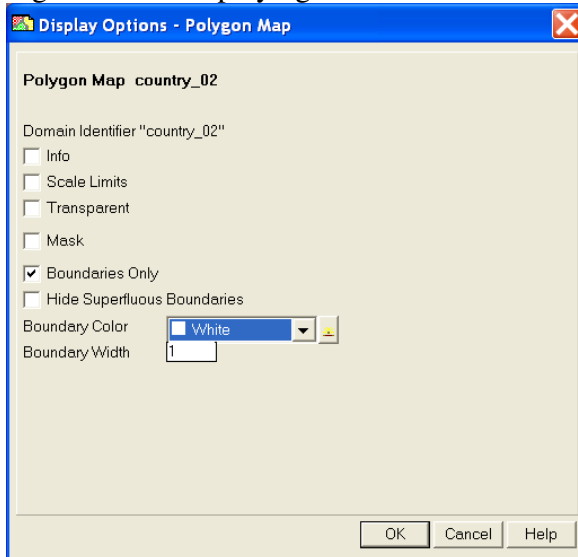 Display Options - Polygon Map
Polygon Map country_02
Domain Identifier "country_02"
Info
Scale Limits
Transparent
Mask
Boundaries Only
Hide Superfluous Boundaries
Boundary Color White
Boundary Width 1
OK Cancel Help